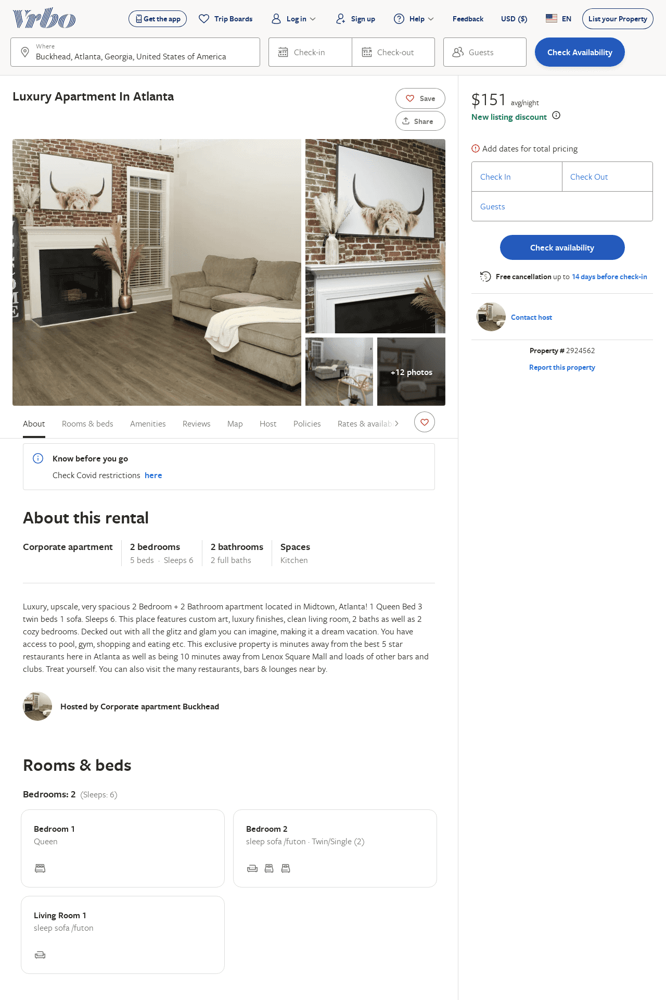 Vrbo
Get the app
Trip Boards
Log in
Sign up
Help
Feedback
USD ($)
EN
List your Property
Where
Buckhead, Atlanta, Georgia, United States of America
Check-in
Check-out
Guests
Check Availability
Luxury Apartment In Atlanta
Save
Share
+12 photos
$151 avg/night
New listing discount
Add dates for total pricing
Check In
Check Out
Guests
Check availability
Free cancellation up to 14 days before check-in
Contact host
Property # 2924562
Report this property
About
Rooms & beds
Amenities
Reviews
Map
Host
Policies
Rates & availab
Know before you go
Check Covid restrictions here
About this rental
Corporate apartment
2 bedrooms
5 beds · Sleeps 6
2 bathrooms
2 full baths
Spaces
Kitchen
Luxury, upscale, very spacious 2 Bedroom + 2 Bathroom apartment located in Midtown, Atlanta! 1 Queen Bed 3
twin beds 1 sofa. Sleeps 6. This place features custom art, luxury finishes, clean living room, 2 baths as well as 2
cozy bedrooms. Decked out with all the glitz and glam you can imagine, making it a dream vacation. You have
access to pool, gym, shopping and eating etc. This exclusive property is minutes away from the best 5 star
restaurants here in Atlanta as well as being 10 minutes away from Lenox Square Mall and loads of other bars and
clubs. Treat yourself. You can also visit the many restaurants, bars & lounges near by.
Hosted by Corporate apartment Buckhead
Rooms & beds
Bedrooms: 2 (Sleeps: 6)
Bedroom 1
Queen
Bedroom 2
sleep sofa /futon · Twin/Single (2)
Living Room 1
sleep sofa /futon